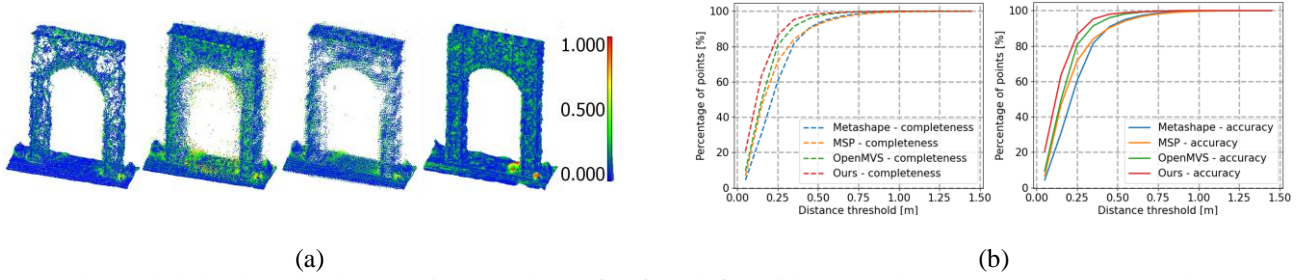 1.000
0.500
0.000
(a)
Percentage of points [%]
100
80
60
40
20
0
Metashape - completeness
MSP - completeness
OpenMVS - completeness
Ours - completeness
0.00 0.25 0.50 0.75 1.00 1.25 1.50
Distance threshold [m]
Percentage of points [%]
100
80
60
40
20
0
Metashape - accuracy
MSP - accuracy
OpenMVS - accuracy
Ours - accuracy
0.00 0.25 0.50 0.75 1.00 1.25 1.50
Distance threshold [m]
(b)